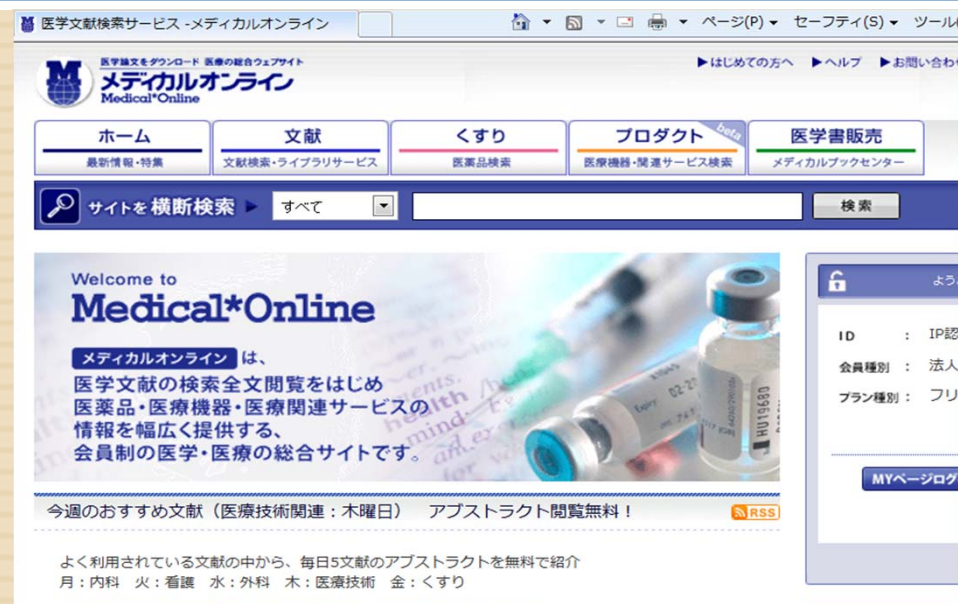 医学文献検索サービス -メディカルオンライン
ページ(P) セーフティ(S) ツール(
医学論文をダウンロード 医療の総合ウェブサイト
メディカルオンライン
Medical*Online
▶はじめての方へ ▶ヘルプ ▶お問い合わせ
ホーム 文献 くすり プロダクト beta 医学書販売
最新情報・特集 文献検索・ライブラリサービス 医薬品検索 医療機器・関連サービス検索 メディカルブックセンター
サイトを横断検索 ▶ すべて 検索
Welcome to
Medical*Online
メディカルオンライン は、
医学文献の検索全文閲覧をはじめ
医薬品・医療機器・医療関連サービスの
情報を幅広く提供する、
会員制の医学・医療の総合サイトです。
health
mind
Expiry 02-27
HU19680
よう
ID : IP認
会員種別 : 法人
プラン種別 : フリ
MYページログ
今週のおすすめ文献（医療技術関連：木曜日） アブストラクト閲覧無料！ RSS
よく利用されている文献の中から、毎日5文献のアブストラクトを無料で紹介
月：内科 火：看護 水：外科 木：医療技術 金：くすり